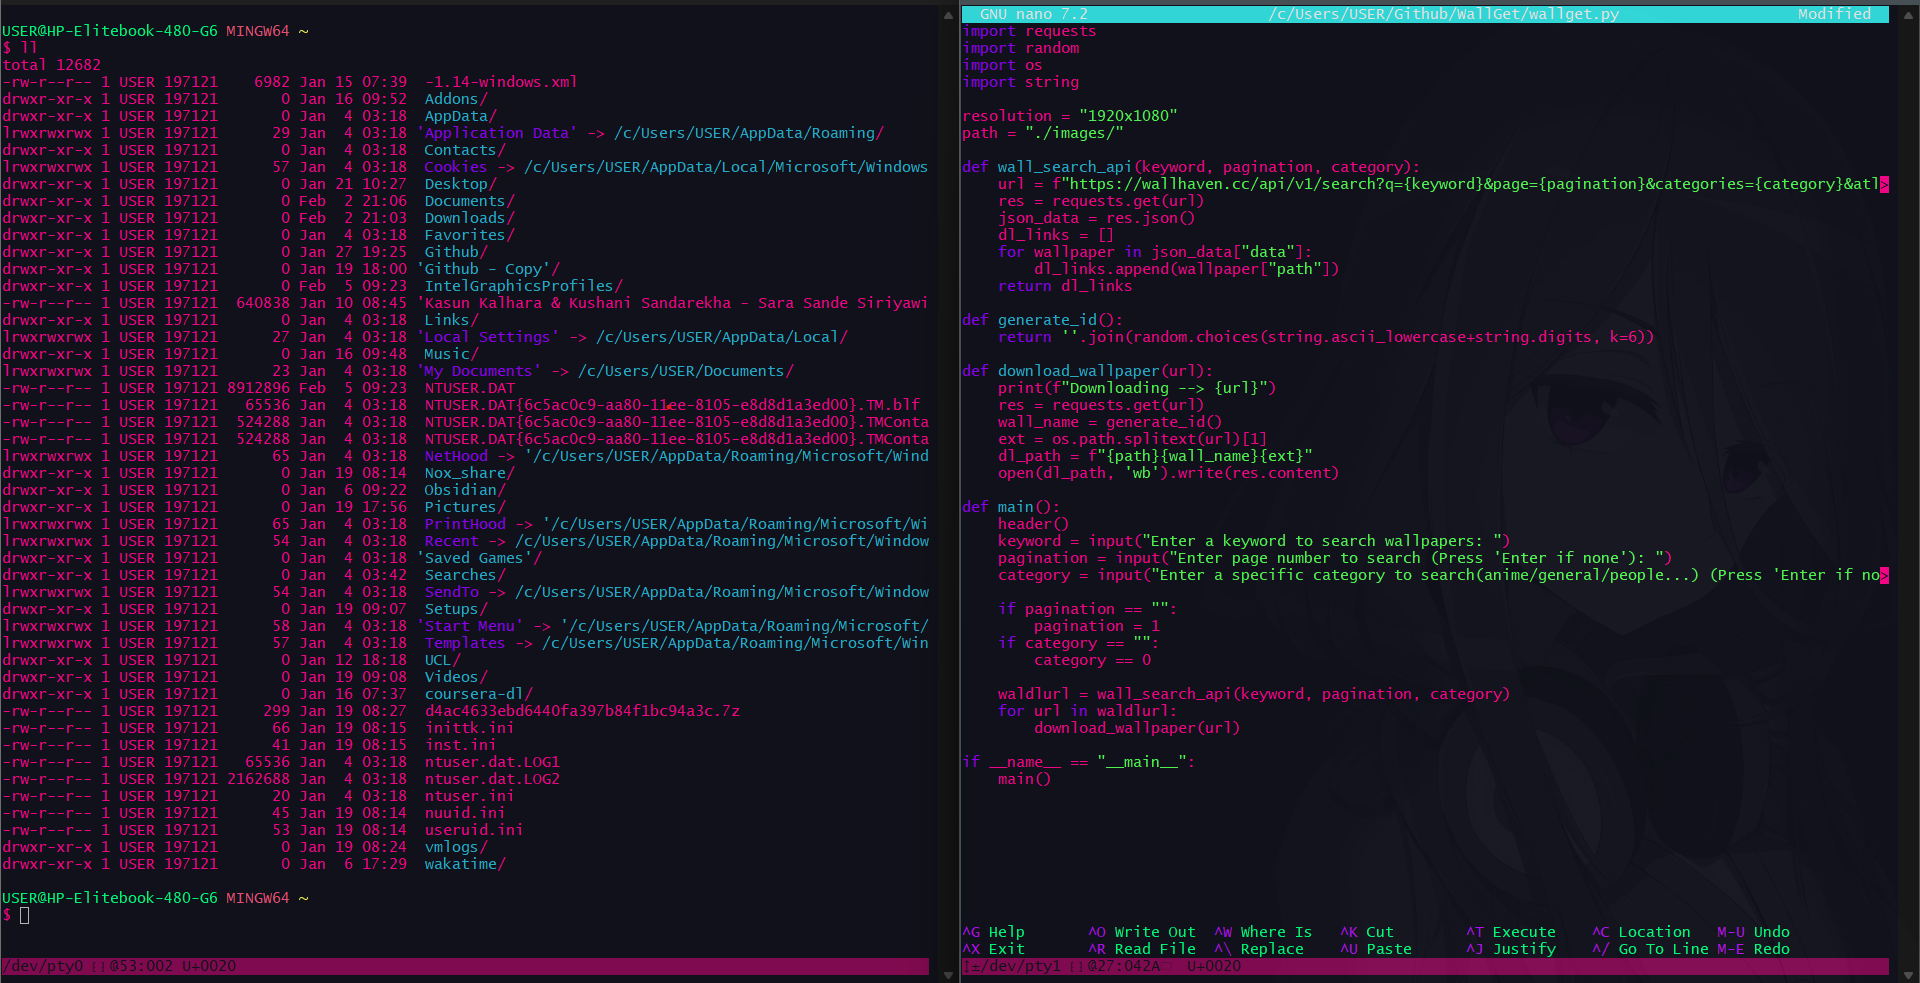 USER@HP-Elitebook-480-G6 MINGW64 ~
$ ll
total 12682
-rw-r--r-- 1 USER 197121    6982 Jan 15 07:39  -1.14-windows.xml
drwxr-xr-x 1 USER 197121       0 Jan 16 09:52  Addons/
drwxr-xr-x 1 USER 197121       0 Jan  4 03:18  AppData/
lrwxrwxrwx 1 USER 197121      29 Jan  4 03:18 'Application Data' -> /c/Users/USER/AppData/Roaming/
drwxr-xr-x 1 USER 197121       0 Jan  4 03:18  Contacts/
lrwxrwxrwx 1 USER 197121      57 Jan  4 03:18  Cookies -> /c/Users/USER/AppData/Local/Microsoft/Windows
drwxr-xr-x 1 USER 197121       0 Jan 21 10:27  Desktop/
drwxr-xr-x 1 USER 197121       0 Feb  2 21:06  Documents/
drwxr-xr-x 1 USER 197121       0 Feb  2 21:03  Downloads/
drwxr-xr-x 1 USER 197121       0 Jan  4 03:18  Favorites/
drwxr-xr-x 1 USER 197121       0 Jan 27 19:25  Github/
drwxr-xr-x 1 USER 197121       0 Jan 19 18:00 'Github - Copy'/
drwxr-xr-x 1 USER 197121       0 Feb  5 09:23  IntelGraphicsProfiles/
-rw-r--r-- 1 USER 197121  640838 Jan 10 08:45 'Kasun Kalhara & Kushani Sandarekha - Sara Sande Siriyawi
drwxr-xr-x 1 USER 197121       0 Jan  4 03:18  Links/
lrwxrwxrwx 1 USER 197121      27 Jan  4 03:18 'Local Settings' -> /c/Users/USER/AppData/Local/
drwxr-xr-x 1 USER 197121       0 Jan 16 09:48  Music/
lrwxrwxrwx 1 USER 197121      23 Jan  4 03:18 'My Documents' -> /c/Users/USER/Documents/
-rw-r--r-- 1 USER 197121 8912896 Feb  5 09:23  NTUSER.DAT
-rw-r--r-- 1 USER 197121   65536 Jan  4 03:18  NTUSER.DAT{6c5ac0c9-aa80-11ee-8105-e8d8d1a3ed00}.TM.blf
-rw-r--r-- 1 USER 197121  524288 Jan  4 03:18  NTUSER.DAT{6c5ac0c9-aa80-11ee-8105-e8d8d1a3ed00}.TMConta
-rw-r--r-- 1 USER 197121  524288 Jan  4 03:18  NTUSER.DAT{6c5ac0c9-aa80-11ee-8105-e8d8d1a3ed00}.TMConta
lrwxrwxrwx 1 USER 197121      65 Jan  4 03:18  NetHood -> '/c/Users/USER/AppData/Roaming/Microsoft/Wind
drwxr-xr-x 1 USER 197121       0 Jan 19 08:14  Nox_share/
drwxr-xr-x 1 USER 197121       0 Jan  6 09:22  Obsidian/
drwxr-xr-x 1 USER 197121       0 Jan 19 17:56  Pictures/
lrwxrwxrwx 1 USER 197121      65 Jan  4 03:18  PrintHood -> '/c/Users/USER/AppData/Roaming/Microsoft/Wi
lrwxrwxrwx 1 USER 197121      54 Jan  4 03:18  Recent -> /c/Users/USER/AppData/Roaming/Microsoft/Window
drwxr-xr-x 1 USER 197121       0 Jan  4 03:18 'Saved Games'/
drwxr-xr-x 1 USER 197121       0 Jan  4 03:42  Searches/
lrwxrwxrwx 1 USER 197121      54 Jan  4 03:18  SendTo -> /c/Users/USER/AppData/Roaming/Microsoft/Window
drwxr-xr-x 1 USER 197121       0 Jan 19 09:07  Setups/
lrwxrwxrwx 1 USER 197121      58 Jan  4 03:18 'Start Menu' -> '/c/Users/USER/AppData/Roaming/Microsoft/
lrwxrwxrwx 1 USER 197121      57 Jan  4 03:18  Templates -> /c/Users/USER/AppData/Roaming/Microsoft/Win
drwxr-xr-x 1 USER 197121       0 Jan 12 18:18  UCL/
drwxr-xr-x 1 USER 197121       0 Jan 19 09:08  Videos/
drwxr-xr-x 1 USER 197121       0 Jan 16 07:37  coursera-dl/
-rw-r--r-- 1 USER 197121     299 Jan 19 08:27  d4ac4633ebd6440fa397b84f1bc94a3c.7z
-rw-r--r-- 1 USER 197121      66 Jan 19 08:15  inittk.ini
-rw-r--r-- 1 USER 197121      41 Jan 19 08:15  inst.ini
-rw-r--r-- 1 USER 197121   65536 Jan  4 03:18  ntuser.dat.LOG1
-rw-r--r-- 1 USER 197121 2162688 Jan  4 03:18  ntuser.dat.LOG2
-rw-r--r-- 1 USER 197121      20 Jan  4 03:18  ntuser.ini
-rw-r--r-- 1 USER 197121      45 Jan 19 08:14  nuuid.ini
-rw-r--r-- 1 USER 197121      53 Jan 19 08:14  useruid.ini
drwxr-xr-x 1 USER 197121       0 Jan 19 08:24  vmlogs/
drwxr-xr-x 1 USER 197121       0 Jan  6 17:29  wakatime/
USER@HP-Elitebook-480-G6 MINGW64 ~
$
/dev/pty0 [] @53:002 U+0020
GNU nano 7.2 /c/Users/USER/Github/WallGet/wallget.py Modified
import requests
import random
import os
import string
resolution = "1920x1080"
path = "./images/"
def wall_search_api(keyword, pagination, category):
    url = f"https://wallhaven.cc/api/v1/search?q={keyword}&page={pagination}&categories={category}&atl>
    res = requests.get(url)
    json_data = res.json()
    dl_links = []
    for wallpaper in json_data["data"]:
        dl_links.append(wallpaper["path"])
    return dl_links
def generate_id():
    return ''.join(random.choices(string.ascii_lowercase+string.digits, k=6))
def download_wallpaper(url):
    print(f"Downloading --> {url}")
    res = requests.get(url)
    wall_name = generate_id()
    ext = os.path.splitext(url)[1]
    dl_path = f"{path}{wall_name}{ext}"
    open(dl_path, 'wb').write(res.content)
def main():
    header()
    keyword = input("Enter a keyword to search wallpapers: ")
    pagination = input("Enter page number to search (Press 'Enter if none'): ")
    category = input("Enter a specific category to search(anime/general/people...) (Press 'Enter if no>
    if pagination == "":
        pagination = 1
    if category == "":
        category == 0
    waldlurl = wall_search_api(keyword, pagination, category)
    for url in waldlurl:
        download_wallpaper(url)
if __name__ == "__main__":
    main()
^G Help ^O Write Out ^W Where Is ^K Cut ^T Execute ^C Location M-U Undo
^X Exit ^R Read File ^\ Replace ^U Paste ^J Justify ^/ Go To Line M-E Redo
/dev/pty1 [] @27:042A U+0020